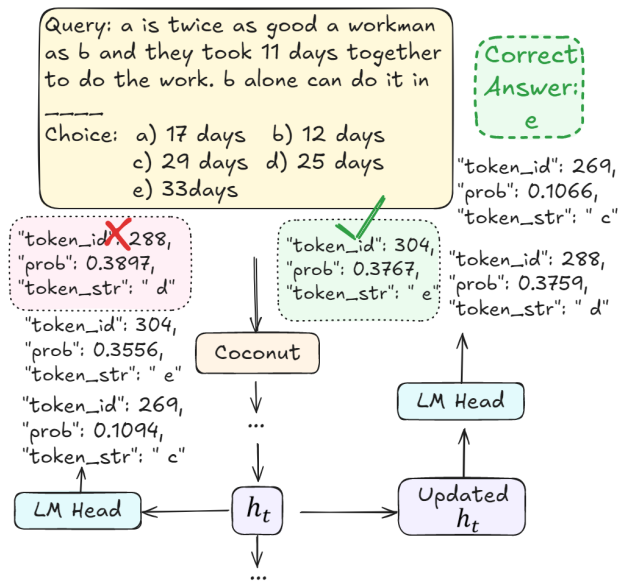 Query: a is twice as good a workman
as b and they took 11 days together
to do the work. b alone can do it in
____
Choice: a) 17 days b) 12 days
c) 29 days d) 25 days
e) 33days
Correct
Answer:
e
"token_id": 288,
"prob": 0.3897,
"token_str": " d"
"token_id": 304,
"prob": 0.3556,
"token_str": " e"
"token_id": 269,
"prob": 0.1094,
"token_str": " c"
LM Head
Coconut
...
h_t
...
"token_id": 304,
"prob": 0.3767,
"token_str": " e"
"token_id": 269,
"prob": 0.1066,
"token_str": " c"
"token_id": 288,
"prob": 0.3759,
"token_str": " d"
LM Head
Updated
h_t